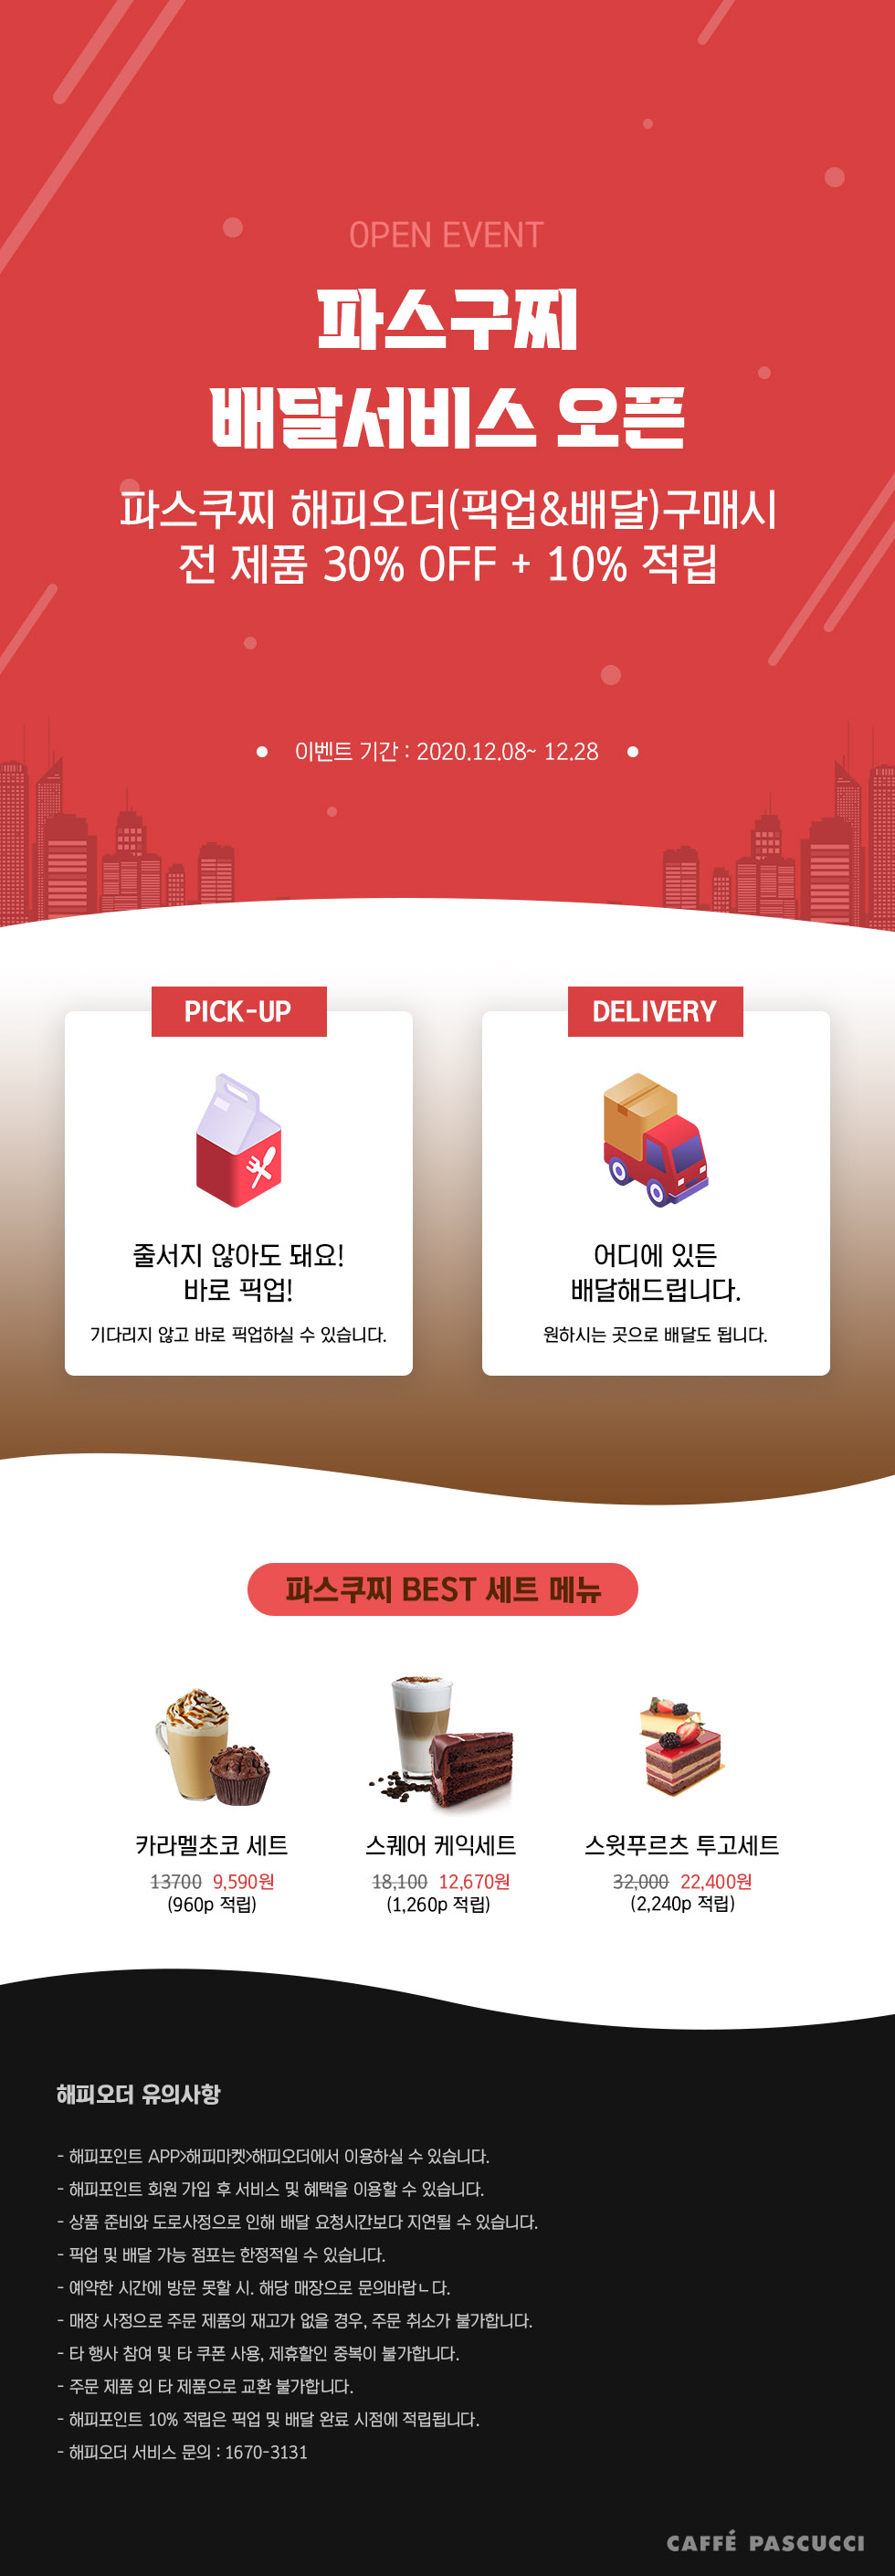 OPEN EVENT
파스구찌
배달서비스 오픈
파스쿠찌 해피오더(픽업&배달)구매시
전 제품 30% OFF + 10% 적립
이벤트 기간 : 2020.12.08~ 12.28
PICK-UP
줄서지 않아도 돼요!
바로 픽업!
기다리지 않고 바로 픽업하실 수 있습니다.
DELIVERY
어디에 있든
배달해드립니다.
원하시는 곳으로 배달도 됩니다.
파스쿠찌 BEST 세트 메뉴
카라멜초코 세트
13700 9,590원
(960p 적립)
스퀘어 케익세트
18,100 12,670원
(1,260p 적립)
스윗푸르츠 투고세트
32,000 22,400원
(2,240p 적립)
해피오더 유의사항
- 해피포인트 APP>해피마켓>해피오더에서 이용하실 수 있습니다.
- 해피포인트 회원 가입 후 서비스 및 혜택을 이용할 수 있습니다.
- 상품 준비와 도로사정으로 인해 배달 요청시간보다 지연될 수 있습니다.
- 픽업 및 배달 가능 점포는 한정적일 수 있습니다.
- 예약한 시간에 방문 못할 시. 해당 매장으로 문의바랍ㄴ다.
- 매장 사정으로 주문 제품의 재고가 없을 경우, 주문 취소가 불가합니다.
- 타 행사 참여 및 타 쿠폰 사용, 제휴할인 중복이 불가합니다.
- 주문 제품 외 타 제품으로 교환 불가합니다.
- 해피포인트 10% 적립은 픽업 및 배달 완료 시점에 적립됩니다.
- 해피오더 서비스 문의 : 1670-3131
CAFFÉ PASCUCCI